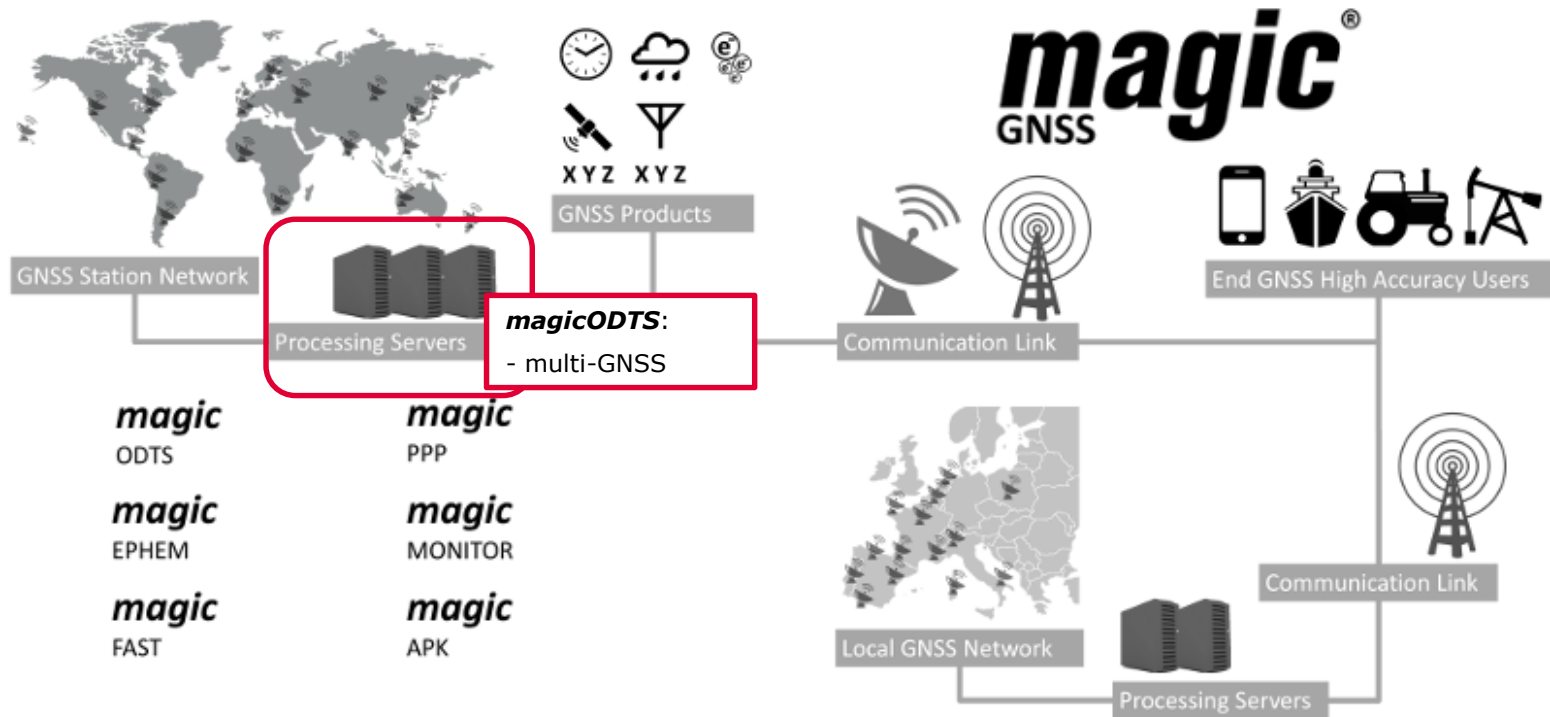 magic®
GNSS
e⁻
e⁻
e⁻
e⁻
X Y Z
X Y Z
GNSS Products
GNSS Station Network
Processing Servers
magicODTS:
- multi-GNSS
Communication Link
End GNSS High Accuracy Users
magic
ODTS
magic
PPP
magic
EPHEM
magic
MONITOR
magic
FAST
magic
APK
Local GNSS Network
Processing Servers
Communication Link